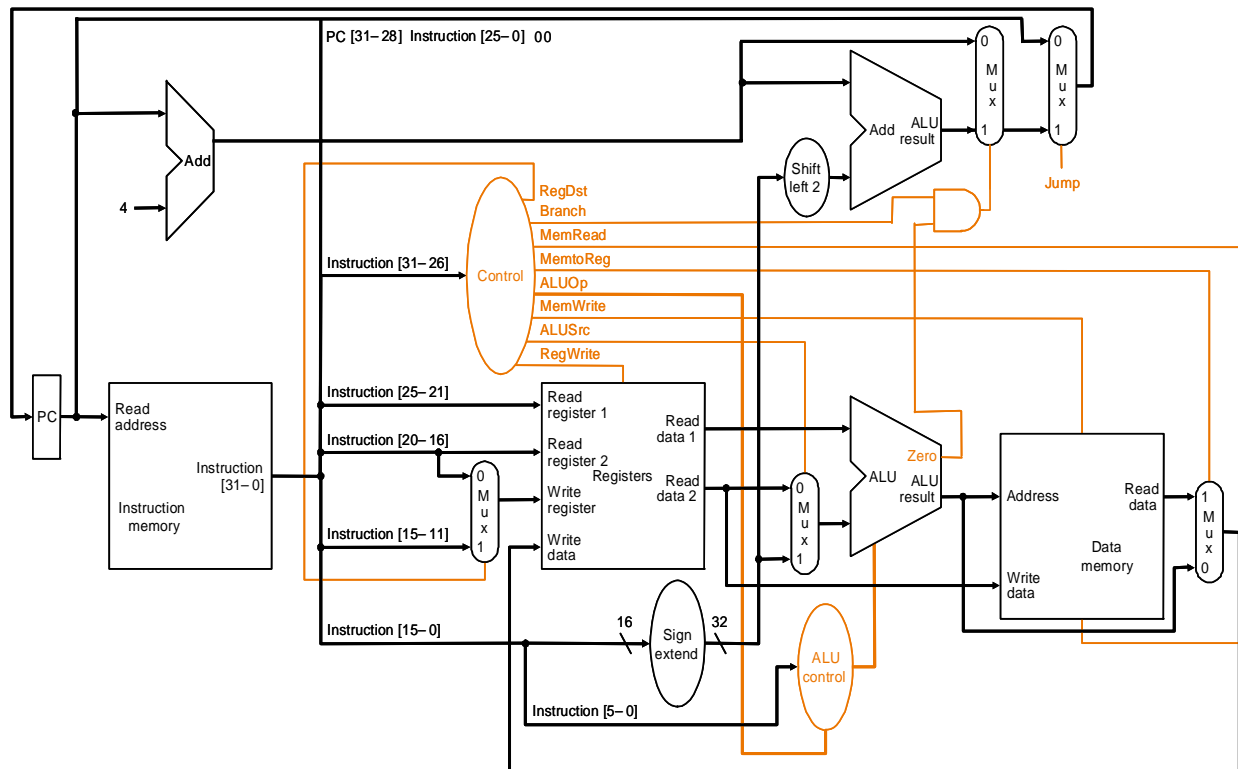 PC [31–28] Instruction [25–0] 00
0
M
u
x
1
0
M
u
x
1
Add
ALU
result
Add
Shift
left 2
4
Jump
RegDst
Branch
MemRead
MemtoReg
ALUOp
MemWrite
ALUSrc
RegWrite
Instruction [31–26]
Control
PC
Read
address
Instruction
[31–0]
Instruction
memory
Instruction [25–21]
Instruction [20–16]
Instruction [15–11]
0
M
u
x
1
Read
register 1
Read
register 2
Write
register
Write
data
Registers
Read
data 1
Read
data 2
0
M
u
x
1
Zero
ALU
ALU
result
Address
Read
data
Write
data
Data
memory
1
M
u
x
0
Instruction [15–0]
16
Sign
extend
32
ALU
control
Instruction [5–0]